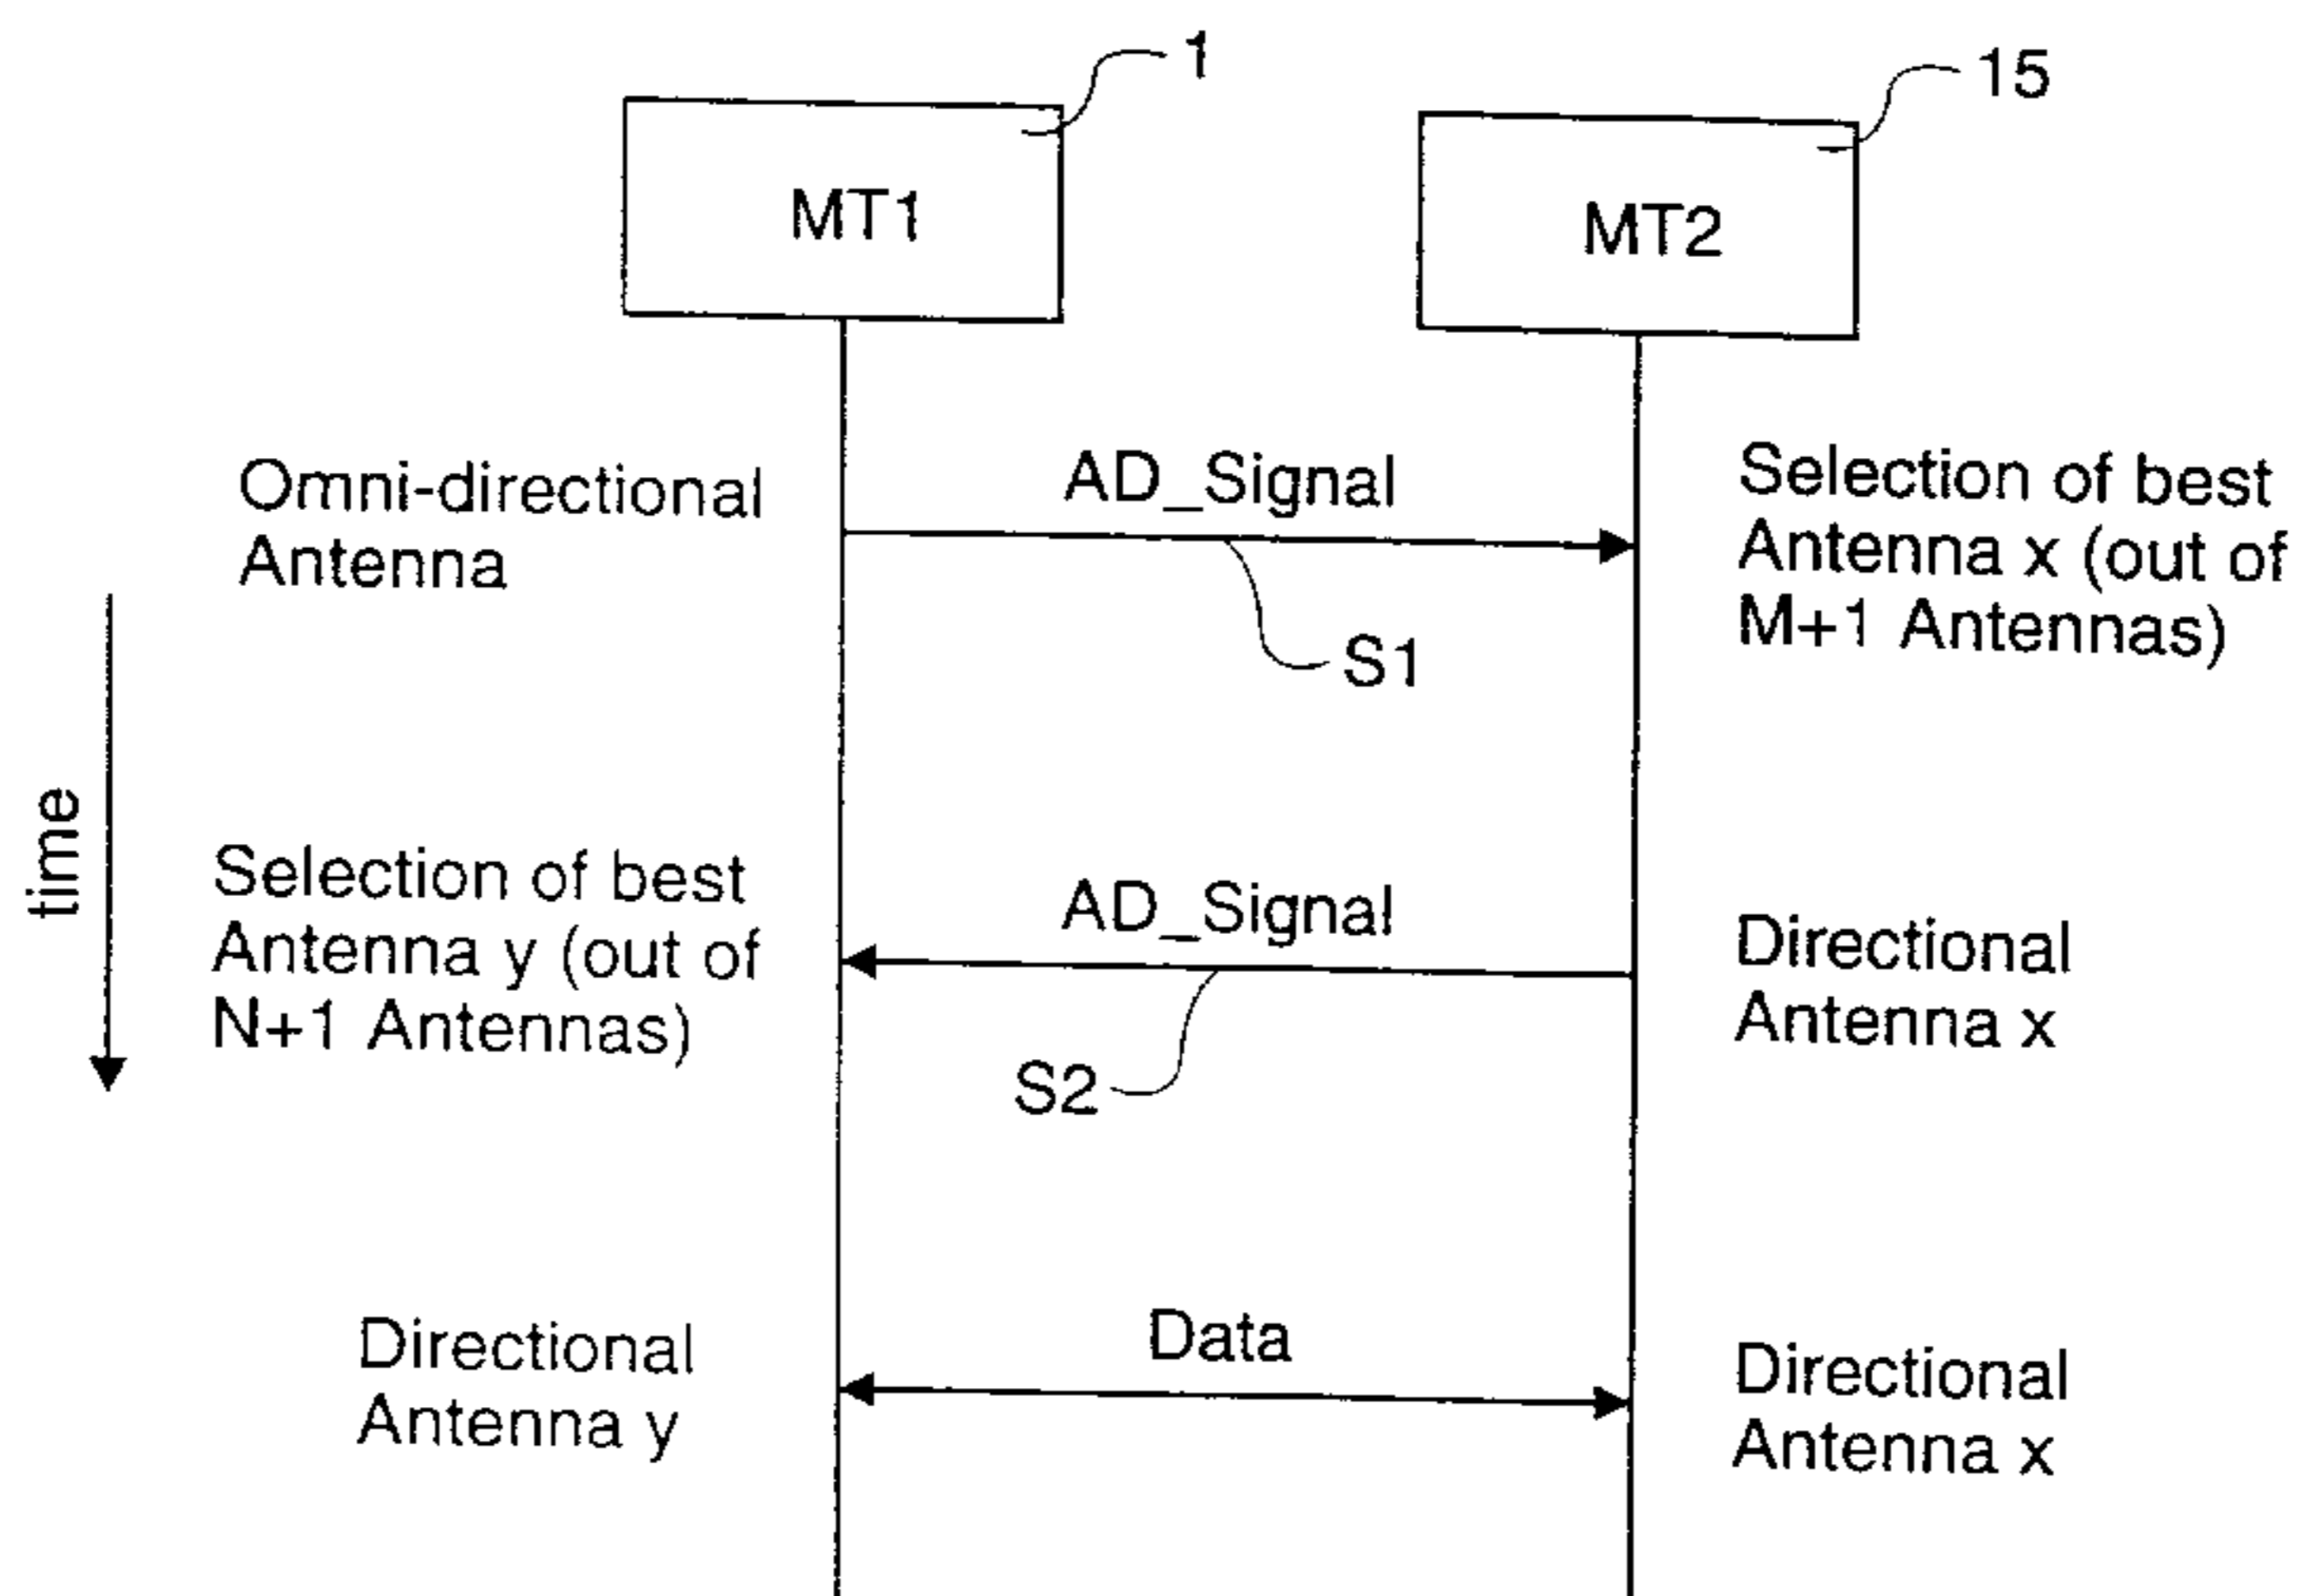 1
15
MT1
MT2
Omni-directional
Antenna
AD_Signal
Selection of best
Antenna x (out of
M+1 Antennas)
S1
time
Selection of best
Antenna y (out of
N+1 Antennas)
AD_Signal
Directional
Antenna x
S2
Directional
Antenna y
Data
Directional
Antenna x